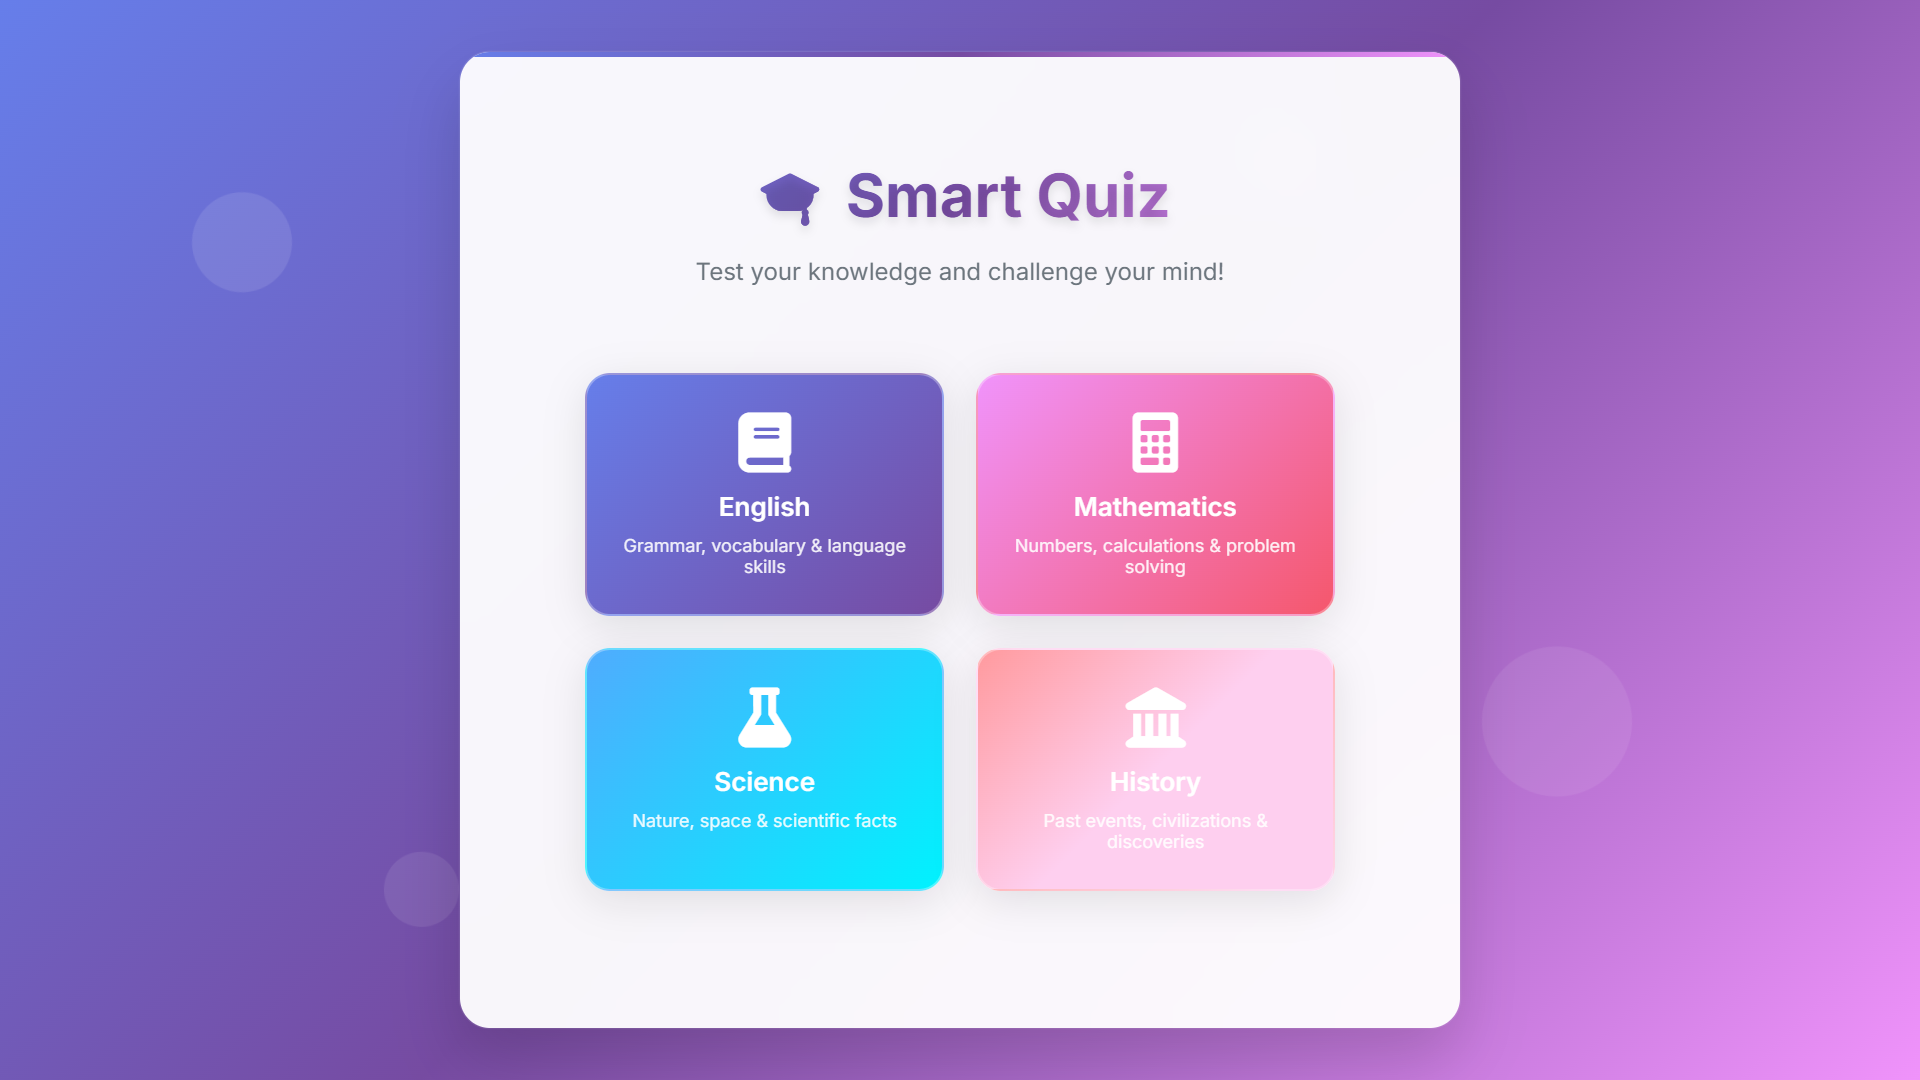 Smart Quiz
Test your knowledge and challenge your mind!
English
Grammar, vocabulary & language
skills
Mathematics
Numbers, calculations & problem
solving
Science
Nature, space & scientific facts
History
Past events, civilizations &
discoveries